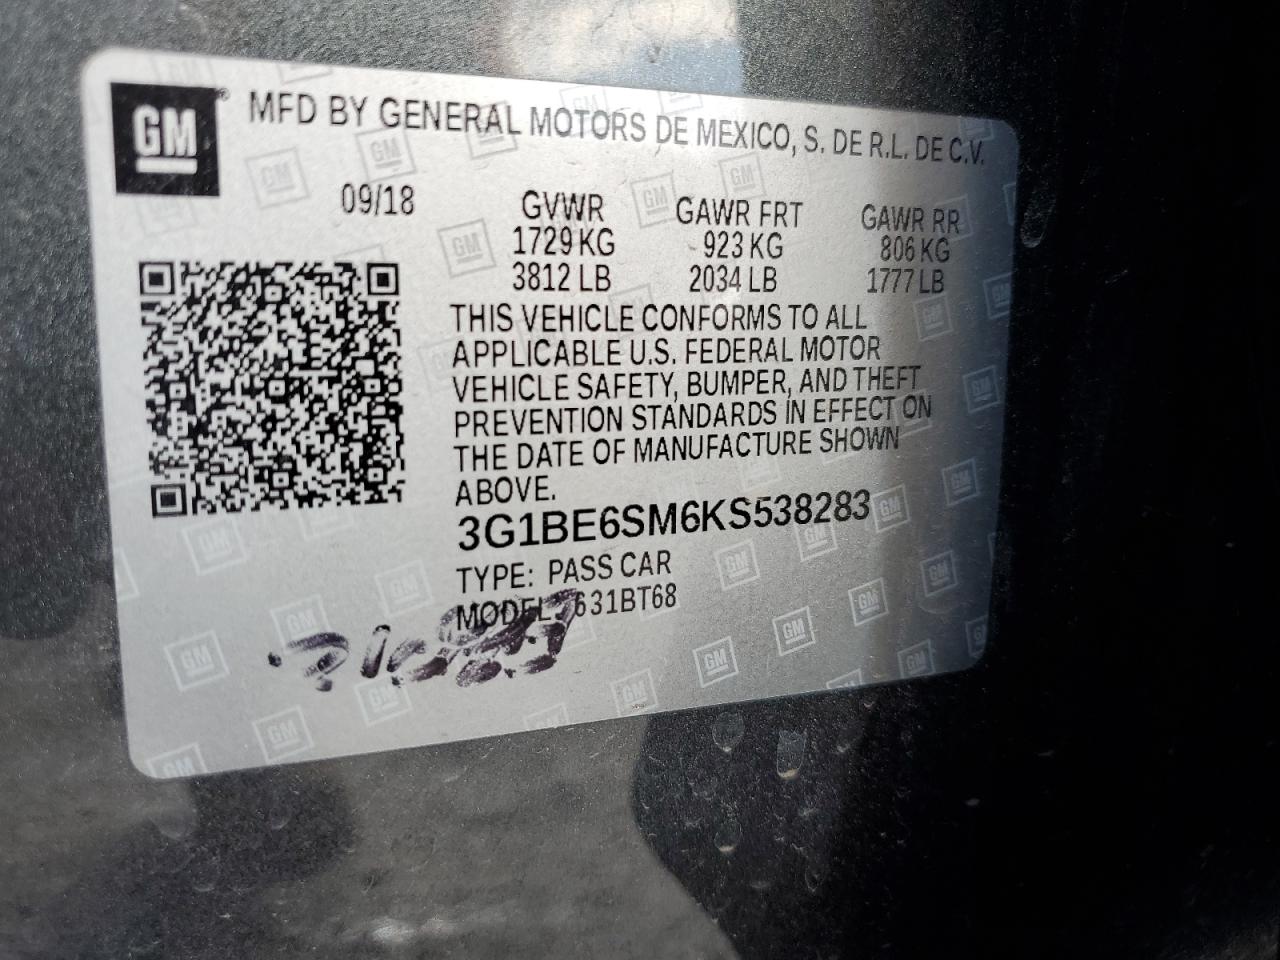 GM® MFD BY GENERAL MOTORS DE MEXICO, S. DE R.L. DE C.V.
09/18 GVWR GAWR FRT GAWR RR
1729 KG 923 KG 806 KG
3812 LB 2034 LB 1777 LB
THIS VEHICLE CONFORMS TO ALL
APPLICABLE U.S. FEDERAL MOTOR
VEHICLE SAFETY, BUMPER, AND THEFT
PREVENTION STANDARDS IN EFFECT ON
THE DATE OF MANUFACTURE SHOWN
ABOVE.
3G1BE6SM6KS538283
TYPE: PASS CAR
MODEL: 631BT68